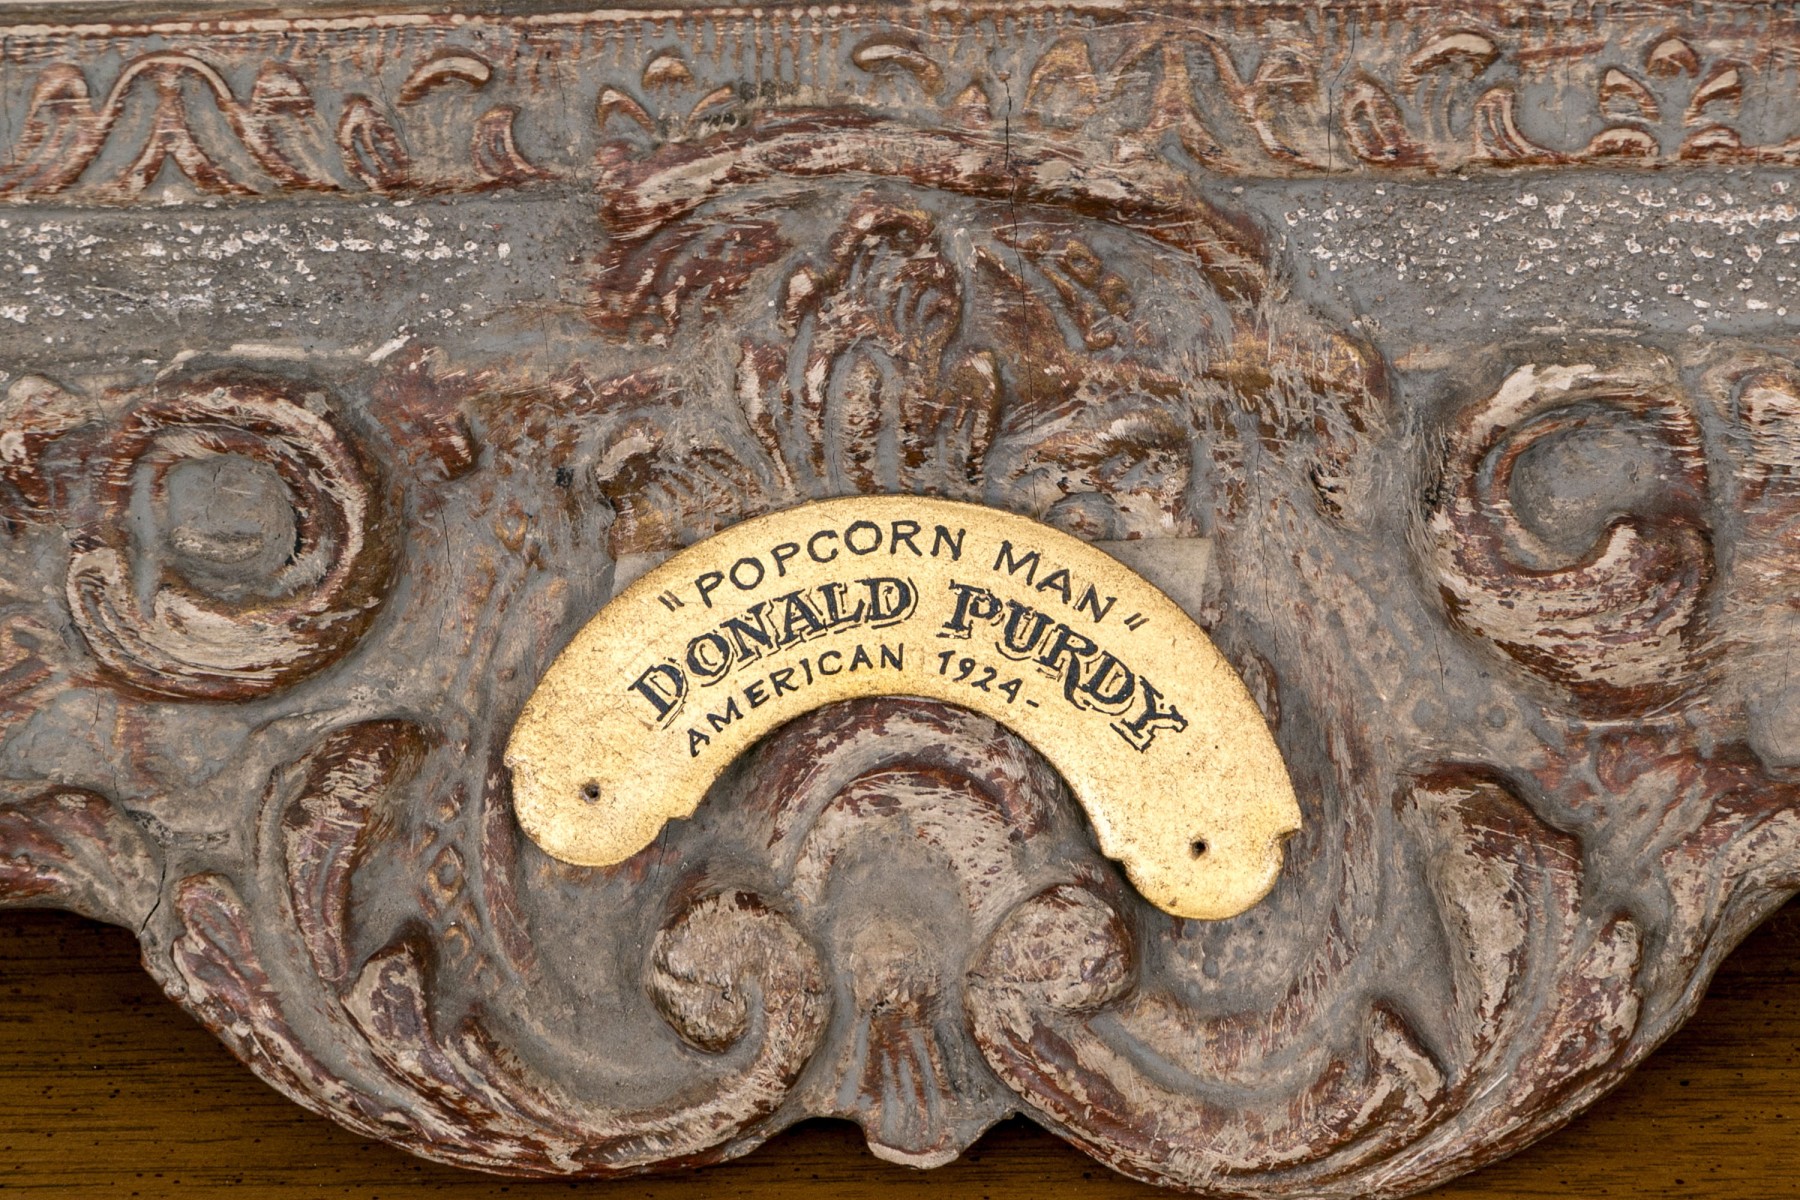 "POPCORN MAN"
DONALD PURDY
AMERICAN 1924-